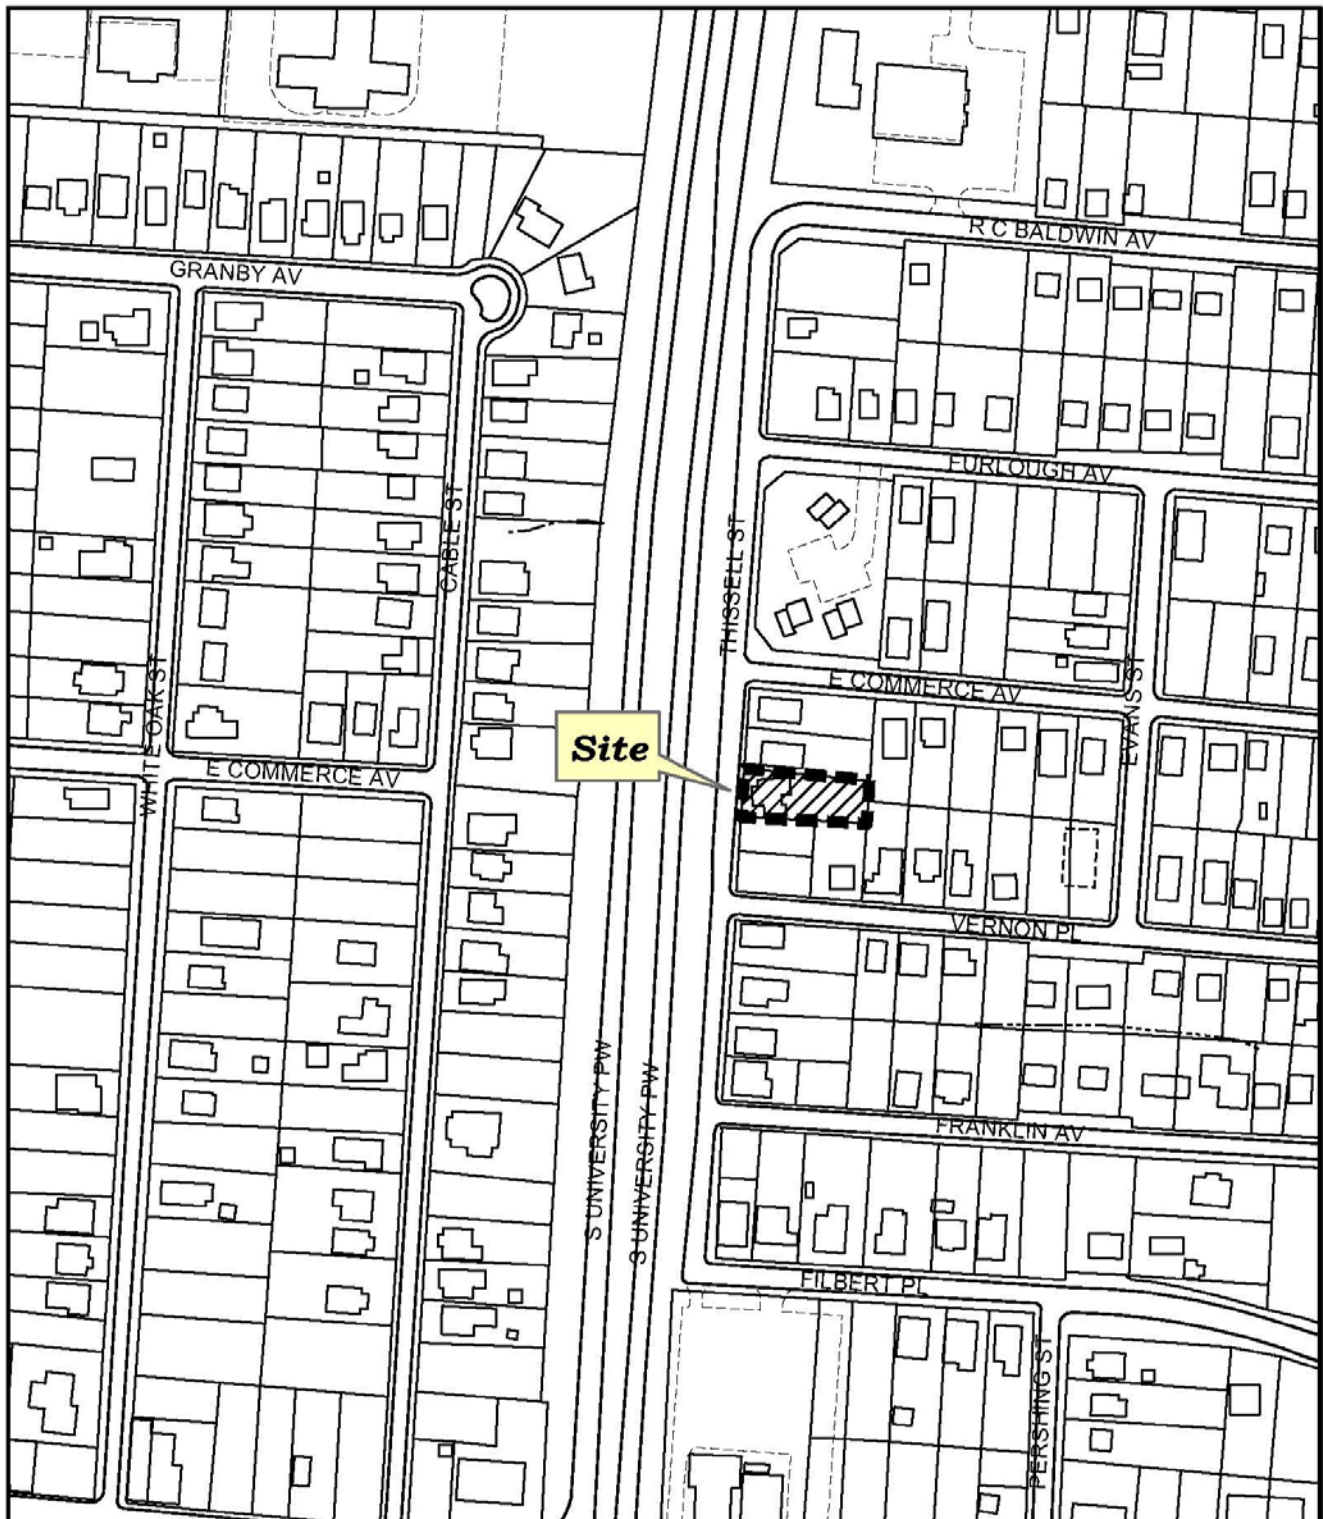 R C BALDWIN AV
GRANBY AV
FURLOUGH AV
CABLE ST
THISSELL ST
E COMMERCE AV
WHITE OAK ST
EVANS ST
Site
E COMMERCE AV
VERNON PL
S UNIVERSITY PW
S UNIVERSITY PW
FRANKLIN AV
FILBERT PL
PERSHING ST